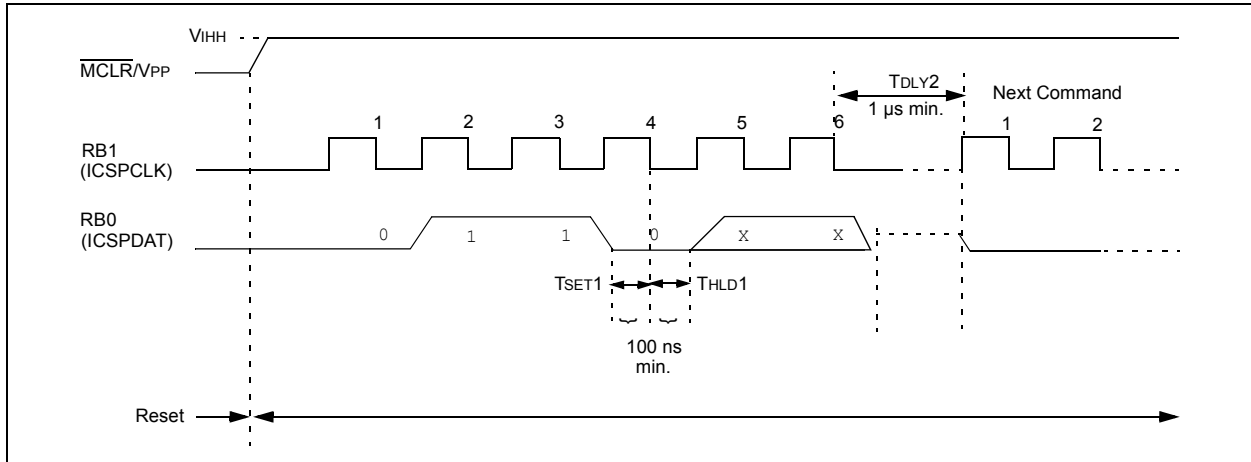 VIHH
MCLR/VPP
TDLY2
1 µs min.
Next Command
1 2 3 4 5 6 1 2
RB1
(ICSPCLK)
RB0
(ICSPDAT)
0 1 1 0 X X
TSET1 THLD1
100 ns
min.
Reset